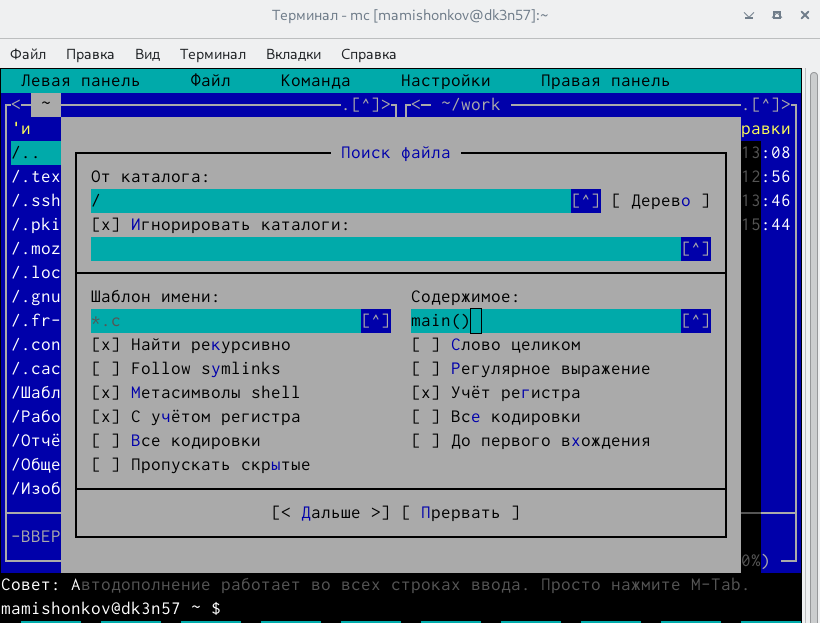 Терминал - mc [mamishonkov@dk3n57]:~
Файл Правка Вид Терминал Вкладки Справка
Левая панель Файл Команда Настройки Правая панель
<─ ~ .[^]> <─ ~/work .[^]>
'и равки
/.. 13:08
/.tex 12:56
/.ssh 13:46
/.pki 15:44
/.moz
/.loc
/.gnu
/.fr-
/.con
/.cac
/Шабл
/Рабо
/Отчё
/Обще
/Изоб
-ВВЕР
0%)
Поиск файла
От каталога:
/ [^] [ Дерево ]
[x] Игнорировать каталоги:
[^]
Шаблон имени: Содержимое:
*.c [^] main() [^]
[x] Найти рекурсивно [ ] Слово целиком
[ ] Follow symlinks [ ] Регулярное выражение
[x] Метасимволы shell [x] Учёт регистра
[x] С учётом регистра [ ] Все кодировки
[ ] Все кодировки [ ] До первого вхождения
[ ] Пропускать скрытые
[< Дальше >] [ Прервать ]
Совет: Автодополнение работает во всех строках ввода. Просто нажмите M-Tab.
mamishonkov@dk3n57 ~ $